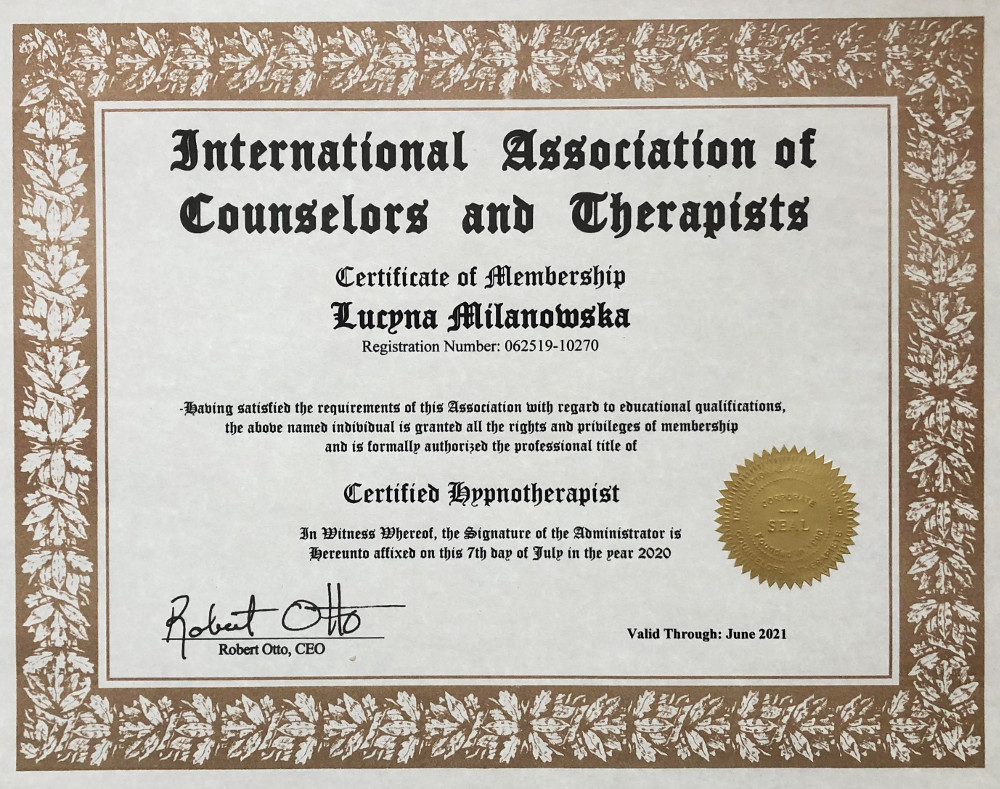 International Association of
Counselors and Therapists
Certificate of Membership
Lucyna Milanowska
Registration Number: 062519-10270
-Having satisfied the requirements of this Association with regard to educational qualifications,
the above named individual is granted all the rights and privileges of membership
and is formally authorized the professional title of
Certified Hypnotherapist
In Witness Whereof, the Signature of the Administrator is
Hereunto affixed on this 7th day of July in the year 2020
CORPORATE
SEAL
Robert Otto
Robert Otto, CEO
Valid Through: June 2021